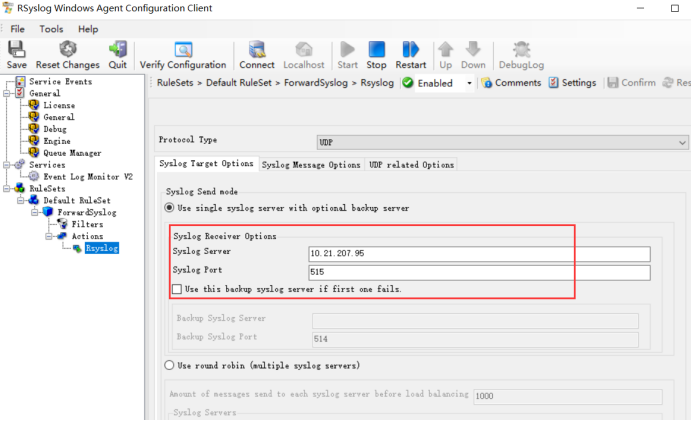 RSyslog Windows Agent Configuration Client
File Tools Help
Save Reset Changes Quit Verify Configuration Connect Localhost Start Stop Restart Up Down DebugLog
RuleSets > Default RuleSet > ForwardSyslog > Rsyslog Enabled Comments Settings Confirm
Service Events
General
License
General
Debug
Engine
Queue Manager
Services
Event Log Monitor V2
RuleSets
Default RuleSet
ForwardSyslog
Filters
Actions
Rsyslog
Protocol Type UDP
Syslog Target Options Syslog Message Options UDP related Options
Syslog Send mode
Use single syslog server with optional backup server
Syslog Receiver Options
Syslog Server 10.21.207.95
Syslog Port 515
Use this backup syslog server if first one fails.
Backup Syslog Server
Backup Syslog Port 514
Use round robin (multiple syslog servers)
Amount of messages send to each syslog server before load balancing 1000
Syslog Servers